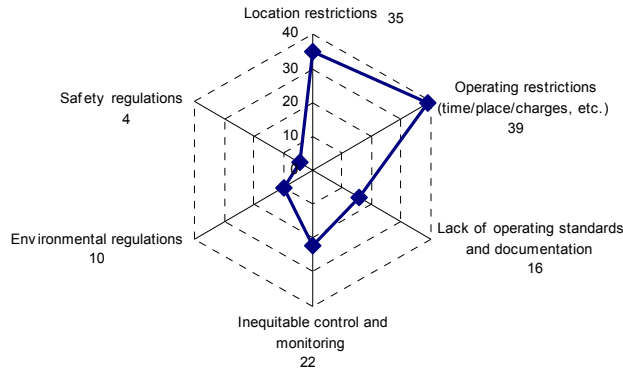 Location restrictions 35
40
30
20
10
0
Operating restrictions
(time/place/charges, etc.)
39
Safety regulations
4
Lack of operating standards
and documentation
16
Environmental regulations
10
Inequitable control and
monitoring
22